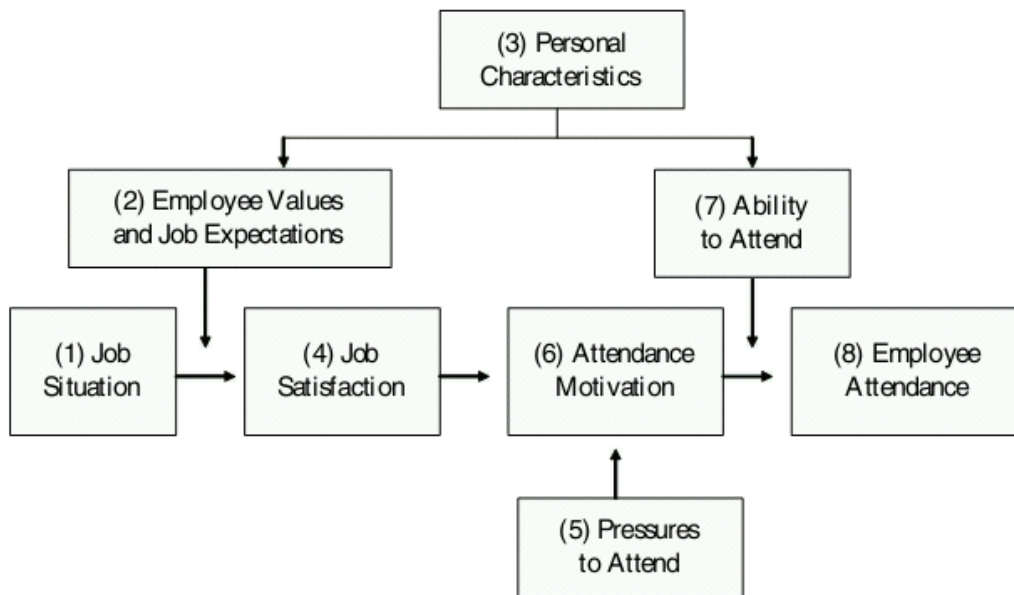 (3) Personal
Characteristics
(2) Employee Values
and Job Expectations
(7) Ability
to Attend
(1) Job
Situation
(4) Job
Satisfaction
(6) Attendance
Motivation
(8) Employee
Attendance
(5) Pressures
to Attend